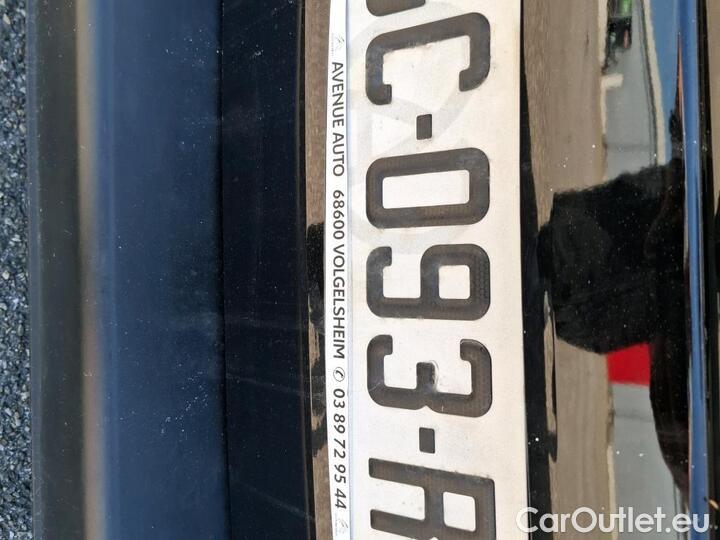 C-093-
AVENUE AUTO 68600 VOLGELSHEIM ✆ 03 89 72 95 44
CarOutlet.eu